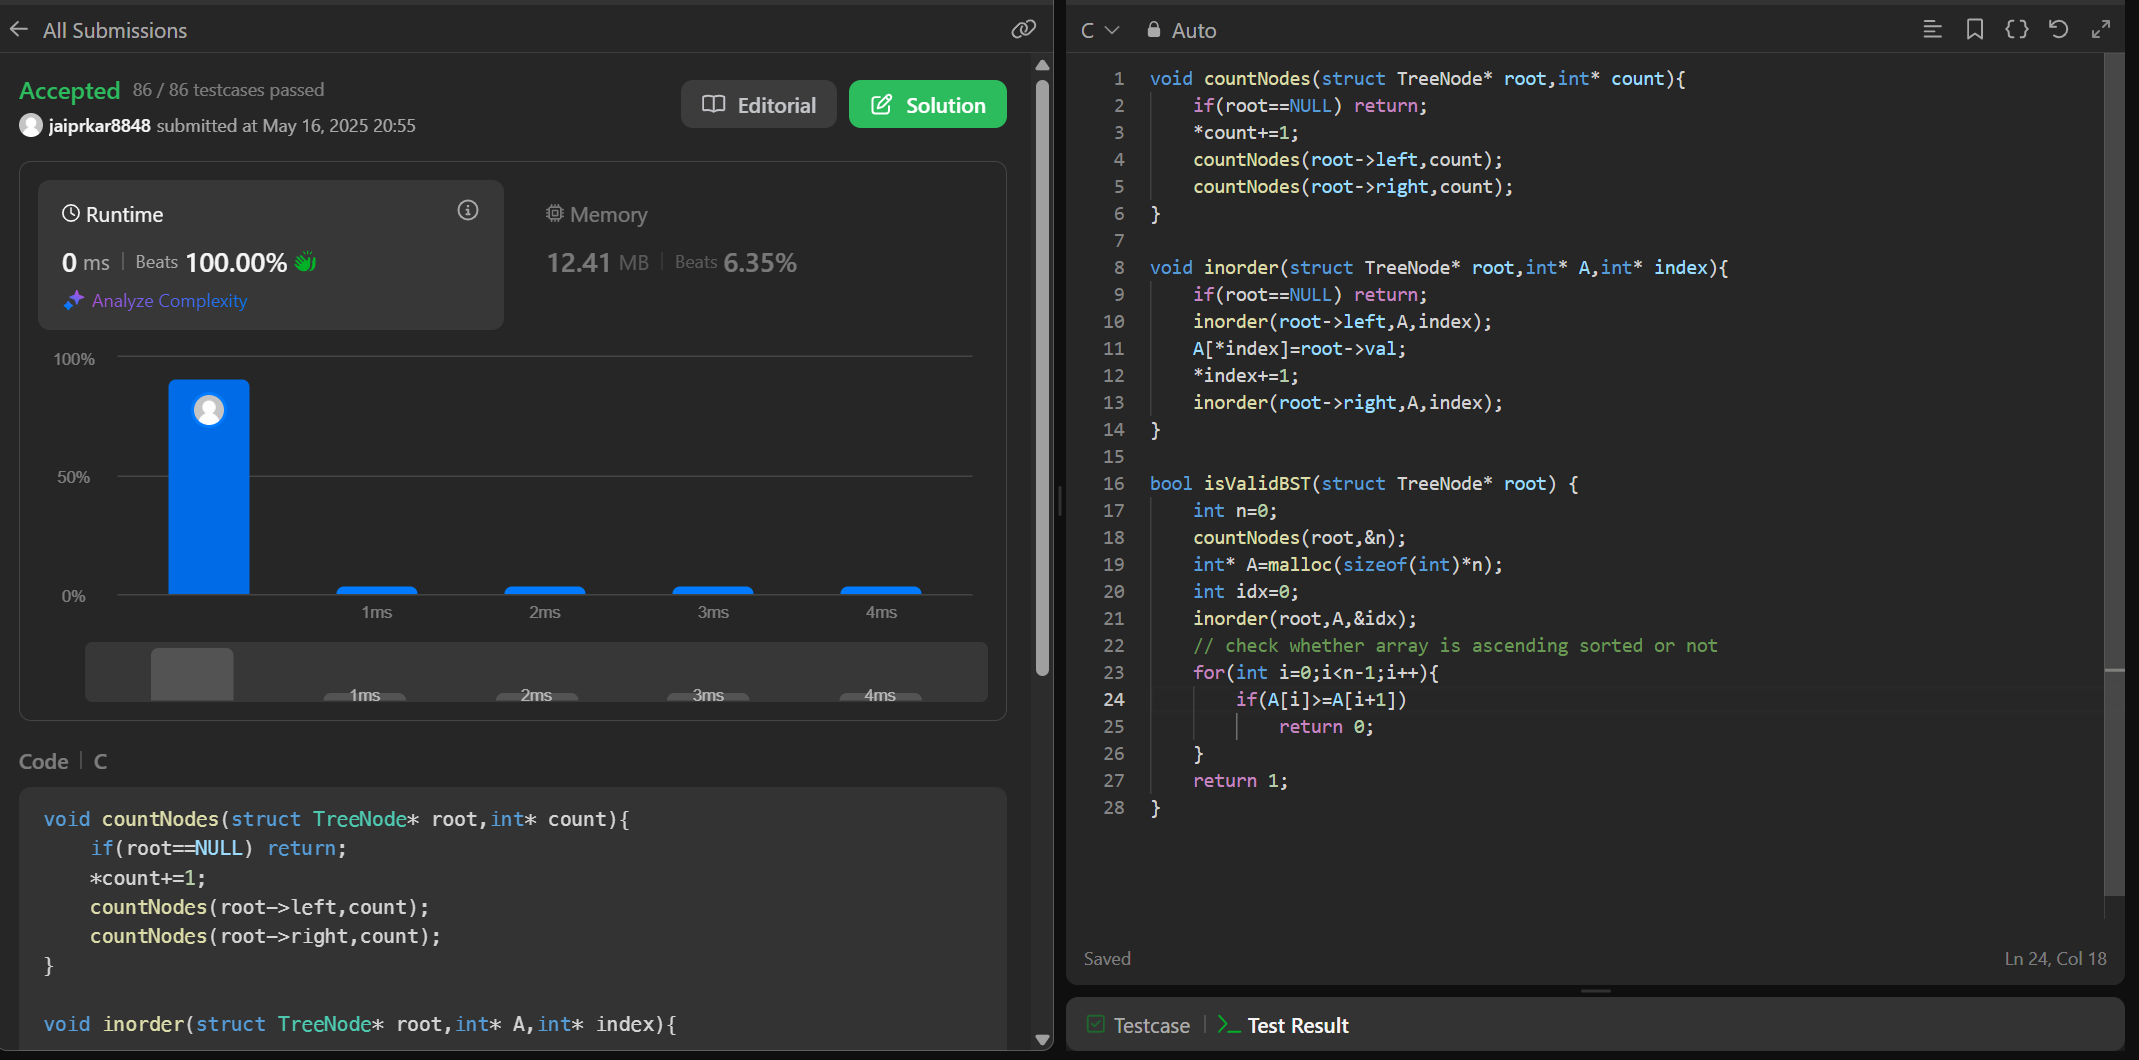 All Submissions
Accepted 86 / 86 testcases passed
jaiprkar8848 submitted at May 16, 2025 20:55
Editorial
Solution
Runtime
0 ms | Beats 100.00%
Analyze Complexity
Memory
12.41 MB | Beats 6.35%
100%
50%
0%
1ms 2ms 3ms 4ms
1ms 2ms 3ms 4ms
Code | C
void countNodes(struct TreeNode* root,int* count){
    if(root==NULL) return;
    *count+=1;
    countNodes(root->left,count);
    countNodes(root->right,count);
}

void inorder(struct TreeNode* root,int* A,int* index){
C Auto
1 void countNodes(struct TreeNode* root,int* count){
2     if(root==NULL) return;
3     *count+=1;
4     countNodes(root->left,count);
5     countNodes(root->right,count);
6 }
7
8 void inorder(struct TreeNode* root,int* A,int* index){
9     if(root==NULL) return;
10     inorder(root->left,A,index);
11     A[*index]=root->val;
12     *index+=1;
13     inorder(root->right,A,index);
14 }
15
16 bool isValidBST(struct TreeNode* root) {
17     int n=0;
18     countNodes(root,&n);
19     int* A=malloc(sizeof(int)*n);
20     int idx=0;
21     inorder(root,A,&idx);
22     // check whether array is ascending sorted or not
23     for(int i=0;i<n-1;i++){
24         if(A[i]>=A[i+1])
25             return 0;
26     }
27     return 1;
28 }
Saved
Ln 24, Col 18
Testcase | Test Result